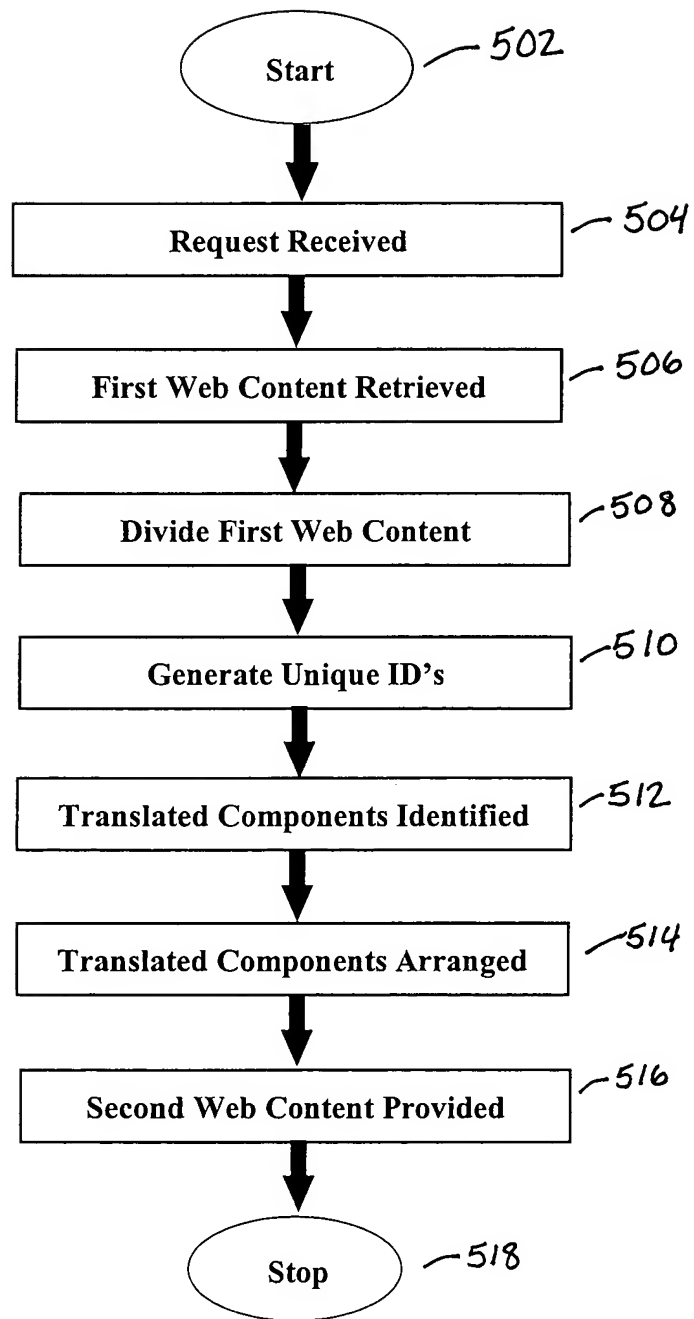 Start 502
Request Received 504
First Web Content Retrieved 506
Divide First Web Content 508
Generate Unique ID's 510
Translated Components Identified 512
Translated Components Arranged 514
Second Web Content Provided 516
Stop 518